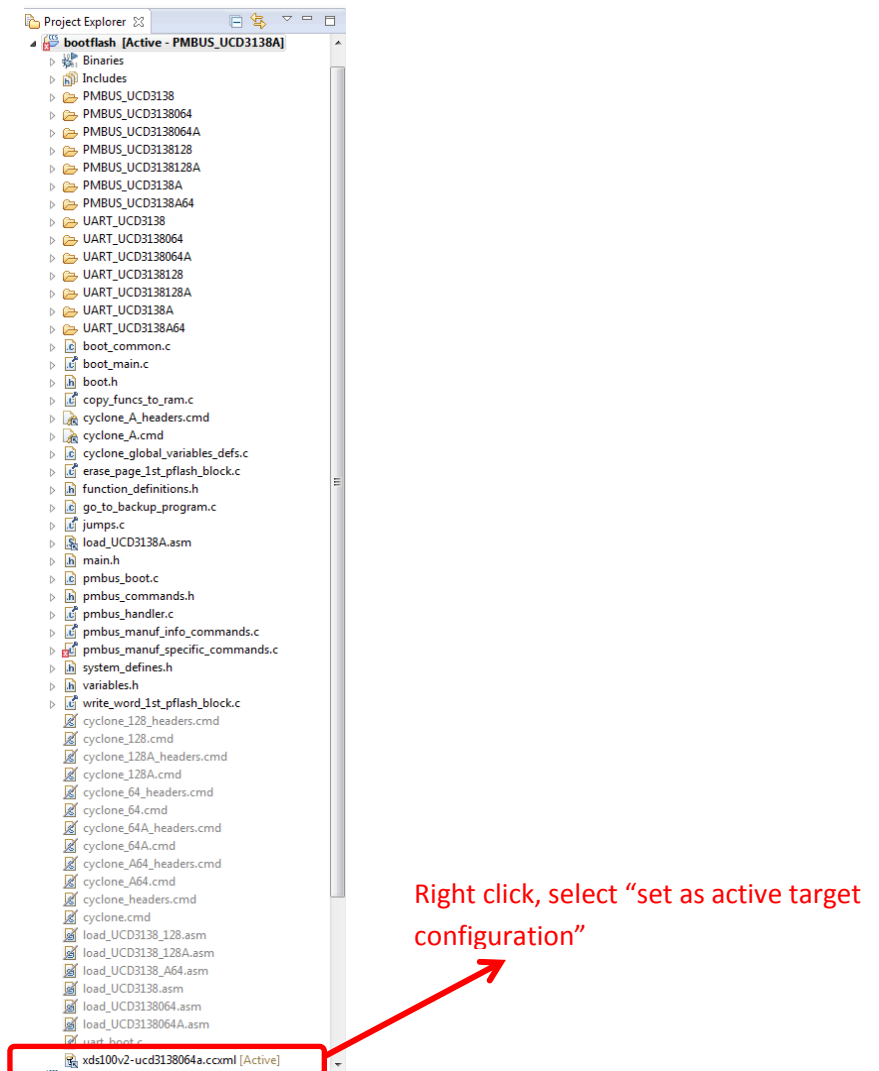 Project Explorer
bootflash [Active - PMBUS_UCD3138A]
Binaries
Includes
PMBUS_UCD3138
PMBUS_UCD3138064
PMBUS_UCD3138064A
PMBUS_UCD3138128
PMBUS_UCD3138128A
PMBUS_UCD3138A
PMBUS_UCD3138A64
UART_UCD3138
UART_UCD3138064
UART_UCD3138064A
UART_UCD3138128
UART_UCD3138128A
UART_UCD3138A
UART_UCD3138A64
boot_common.c
boot_main.c
boot.h
copy_funcs_to_ram.c
cyclone_A_headers.cmd
cyclone_A.cmd
cyclone_global_variables_defs.c
erase_page_1st_pflash_block.c
function_definitions.h
go_to_backup_program.c
jumps.c
load_UCD3138A.asm
main.h
pmbus_boot.c
pmbus_commands.h
pmbus_handler.c
pmbus_manuf_info_commands.c
pmbus_manuf_specific_commands.c
system_defines.h
variables.h
write_word_1st_pflash_block.c
cyclone_128_headers.cmd
cyclone_128.cmd
cyclone_128A_headers.cmd
cyclone_128A.cmd
cyclone_64_headers.cmd
cyclone_64.cmd
cyclone_64A_headers.cmd
cyclone_64A.cmd
cyclone_A64_headers.cmd
cyclone_A64.cmd
cyclone_headers.cmd
cyclone.cmd
load_UCD3138_128.asm
load_UCD3138_128A.asm
load_UCD3138_A64.asm
load_UCD3138.asm
load_UCD3138064.asm
load_UCD3138064A.asm
uart_boot.c
xds100v2-ucd3138064a.ccxml [Active]
Right click, select “set as active target
configuration”